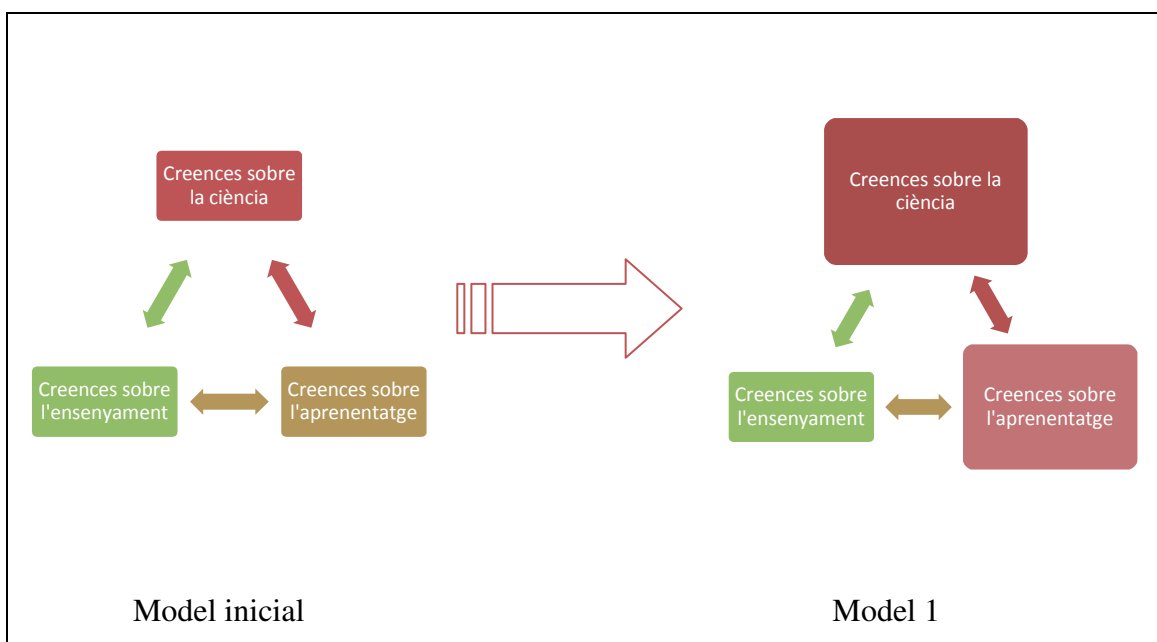 Creences sobre
la ciència
Creences sobre
l'ensenyament
Creences sobre
l'aprenentatge
Model inicial
Creences sobre la
ciència
Creences sobre
l'ensenyament
Creences sobre
l'aprenentatge
Model 1